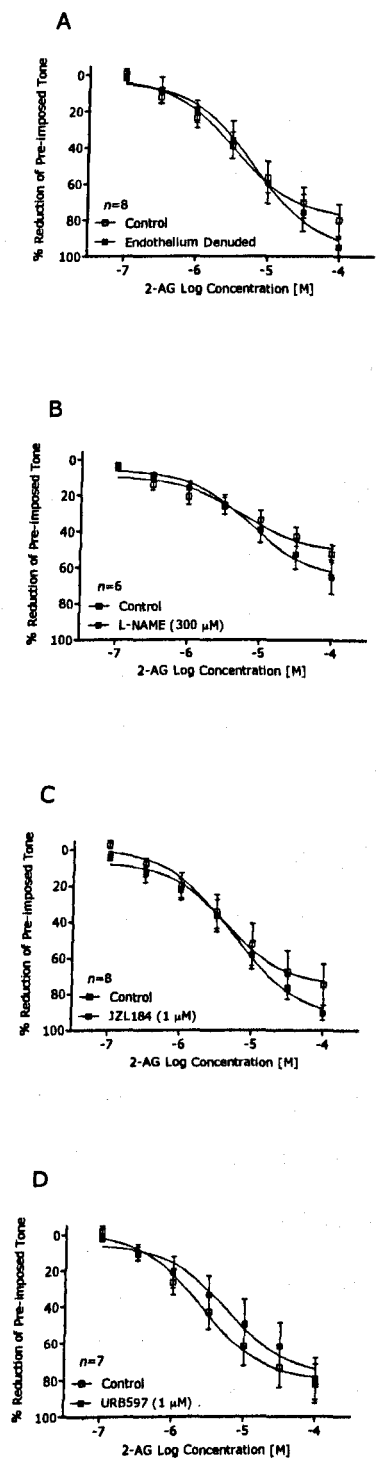 A
% Reduction of Pre-imposed Tone
0
20
40
60
80
100
n=8
Control
Endothelium Denuded
-7
-6
-5
-4
2-AG Log Concentration [M]
B
% Reduction of Pre-imposed Tone
0
20
40
60
80
100
n=6
Control
L-NAME (300 µM)
-7
-6
-5
-4
2-AG Log Concentration [M]
C
% Reduction of Pre-imposed Tone
0
20
40
60
80
100
n=8
Control
JZL184 (1 µM)
-7
-6
-5
-4
2-AG Log Concentration [M]
D
% Reduction of Pre-imposed Tone
0
20
40
60
80
100
n=7
Control
URB597 (1 µM)
-7
-6
-5
-4
2-AG Log Concentration [M]